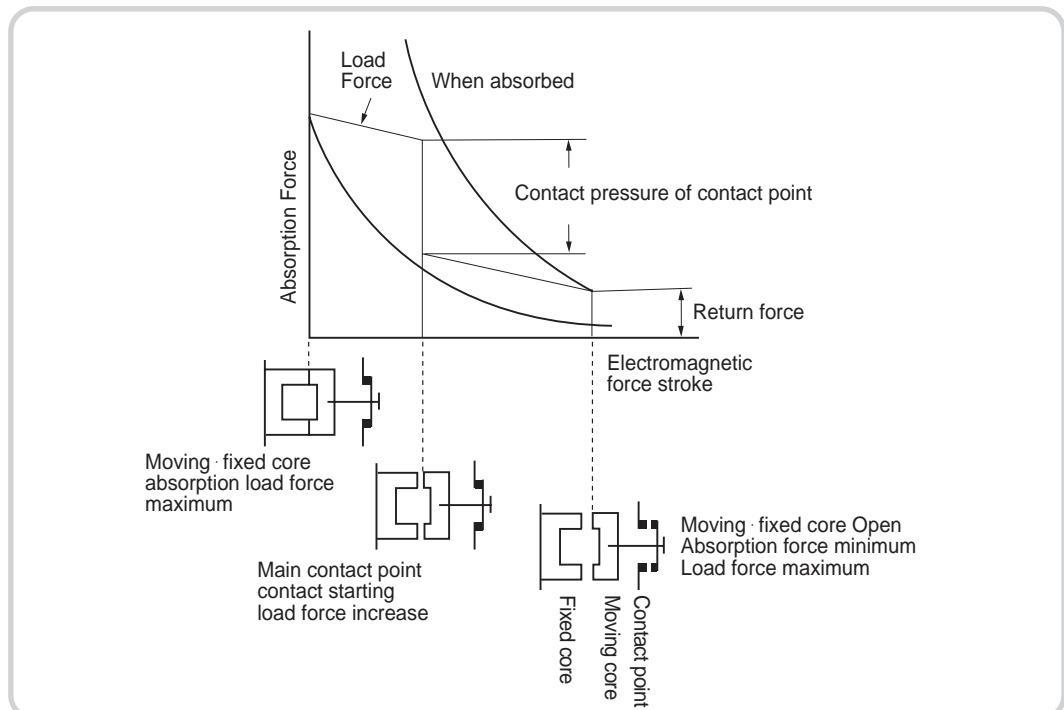 Load
Force
When absorbed
Absorption Force
Contact pressure of contact point
Return force
Electromagnetic
force stroke
Moving · fixed core
absorption load force
maximum
Main contact point
contact starting
load force increase
Moving · fixed core Open
Absorption force minimum
Load force maximum
Fixed core
Moving core
Contact point